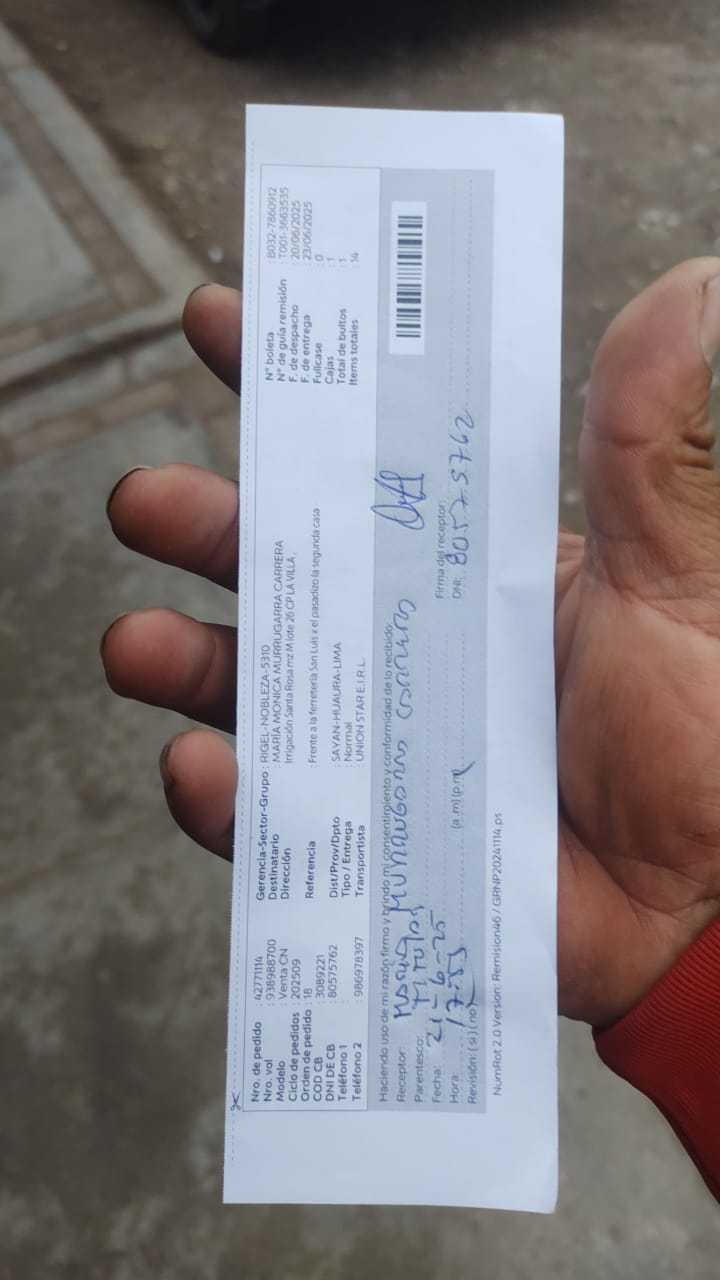 Nro. de pedido : 42771114
Nro. vol : 938988700
Modelo : Venta CN
Ciclo de pedidos : 202509
Orden de pedido : 18
COD CB : 3089221
DNI DE CB : 80575762
Teléfono 1 :
Teléfono 2 : 986978397
Gerencia-Sector-Grupo : RIGEL-NOBLEZA-5310
Destinatario : MARIA MONICA MURRUGARRA CARRERA
Dirección : Irrigación Santa Rosa mz M lote 26 CP LA VILLA ,
Referencia : Frente a la ferretería San Luis x el pasadizo la segunda casa
Dist/Prov/Dpto : SAYAN-HUAURA-LIMA
Tipo / Entrega : Normal
Transportista : UNION STAR E.I.R.L.
N° boleta : B032-7860912
N° de guía remisión : T001-3663535
F. de despacho : 20/06/2025
F. de entrega : 23/06/2025
Fullcase : 0
Cajas : 1
Total de bultos : 1
Items totales : 14
Haciendo uso de mi razón firmo y brindo mi consentimiento y conformidad de lo recibido:
Receptor:
Parentesco: TITULAR
Fecha: 21-6-25
Hora 17:53 (a.m) (p.m)
Revisión: (si) (no)
Firma del receptor:
DNI: 80575762
NumRot 2.0 Version: Remision46 / GRNP20241114.ps